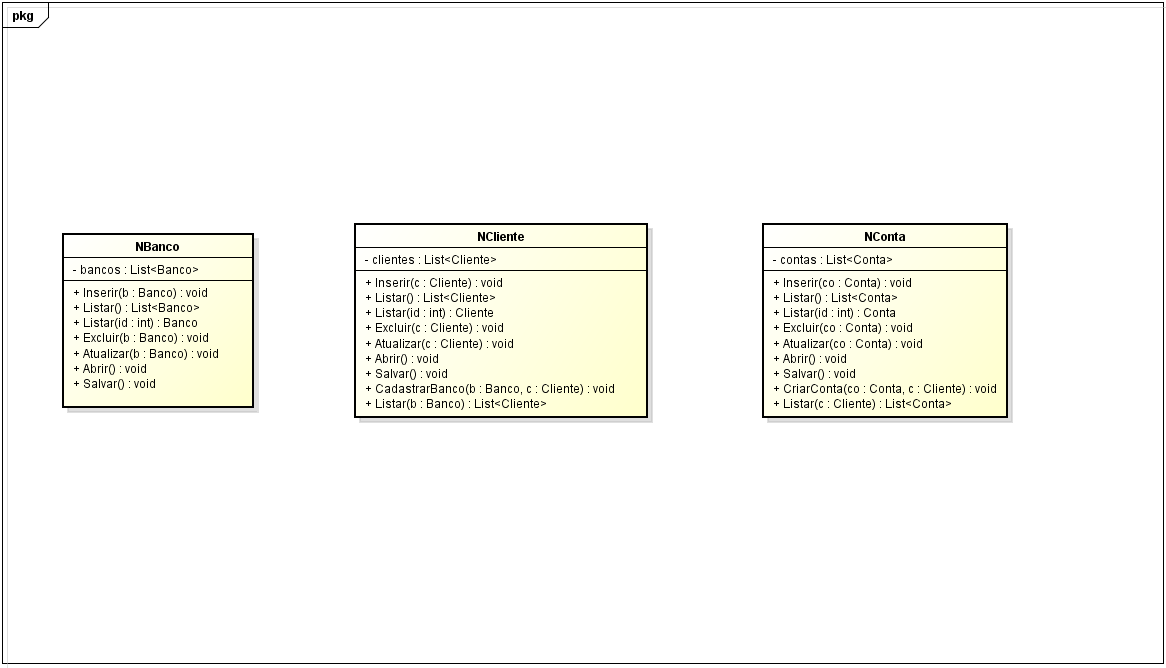 pkg
NBanco
- bancos : List<Banco>
+ Inserir(b : Banco) : void
+ Listar() : List<Banco>
+ Listar(id : int) : Banco
+ Excluir(b : Banco) : void
+ Atualizar(b : Banco) : void
+ Abrir() : void
+ Salvar() : void
NCliente
- clientes : List<Cliente>
+ Inserir(c : Cliente) : void
+ Listar() : List<Cliente>
+ Listar(id : int) : Cliente
+ Excluir(c : Cliente) : void
+ Atualizar(c : Cliente) : void
+ Abrir() : void
+ Salvar() : void
+ CadastrarBanco(b : Banco, c : Cliente) : void
+ Listar(b : Banco) : List<Cliente>
NConta
- contas : List<Conta>
+ Inserir(co : Conta) : void
+ Listar() : List<Conta>
+ Listar(id : int) : Conta
+ Excluir(co : Conta) : void
+ Atualizar(co : Conta) : void
+ Abrir() : void
+ Salvar() : void
+ CriarConta(co : Conta, c : Cliente) : void
+ Listar(c : Cliente) : List<Conta>